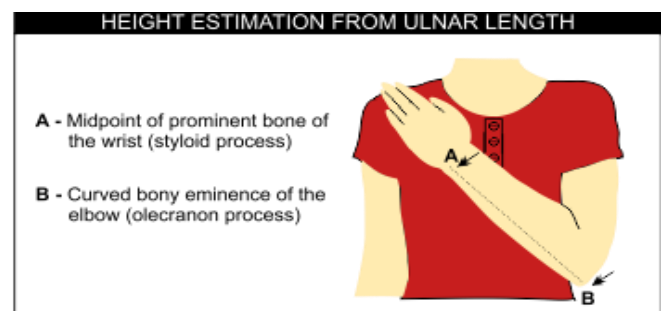 HEIGHT ESTIMATION FROM ULNAR LENGTH
A - Midpoint of prominent bone of
the wrist (styloid process)
B - Curved bony eminence of the
elbow (olecranon process)
A
B